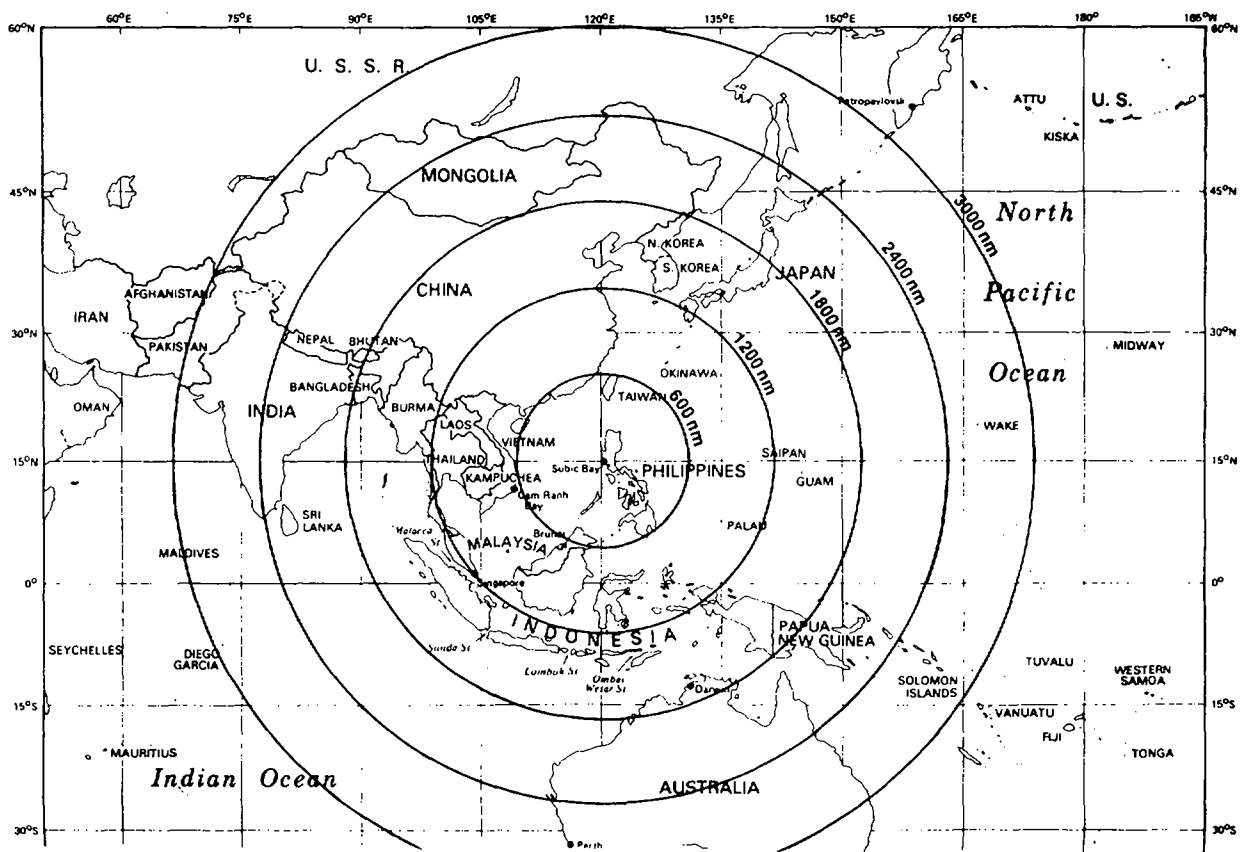 60°E 75°E 90°E 105°E 120°E 135°E 150°E 165°E 180° 165°W
60°N 60°N
U. S. S. R.
Petropavlovsk
ATTU U. S.
KISKA
MONGOLIA
45°N 45°N
North
3000 nm
2400 nm
N. KOREA
S. KOREA
JAPAN
1800 nm
AFGHANISTAN
CHINA
Pacific
IRAN
30°N 30°N
PAKISTAN
NEPAL BHUTAN
1200 nm
MIDWAY
BANGLADESH
OKINAWA
Ocean
OMAN
INDIA
BURMA
TAIWAN
600 nm
LAOS
WAKE
VIETNAM
15°N 15°N
THAILAND
Subic Bay
PHILIPPINES
SAIPAN
KAMPUCHEA
GUAM
Cam Ranh
Bay
SRI
LANKA
PALAU
Malacca
St
Brunei
MALAYSIA
MALDIVES
0° 0°
Singapore
INDONESIA
PAPUA
NEW GUINEA
SEYCHELLES
DIEGO
GARCIA
Sunda St
Lombok St
Ombai
Wetar St
Darwin
TUVALU
WESTERN
SAMOA
SOLOMON
ISLANDS
15°S 15°S
VANUATU
FIJI
MAURITIUS
TONGA
Indian Ocean
AUSTRALIA
30°S 30°S
Perth